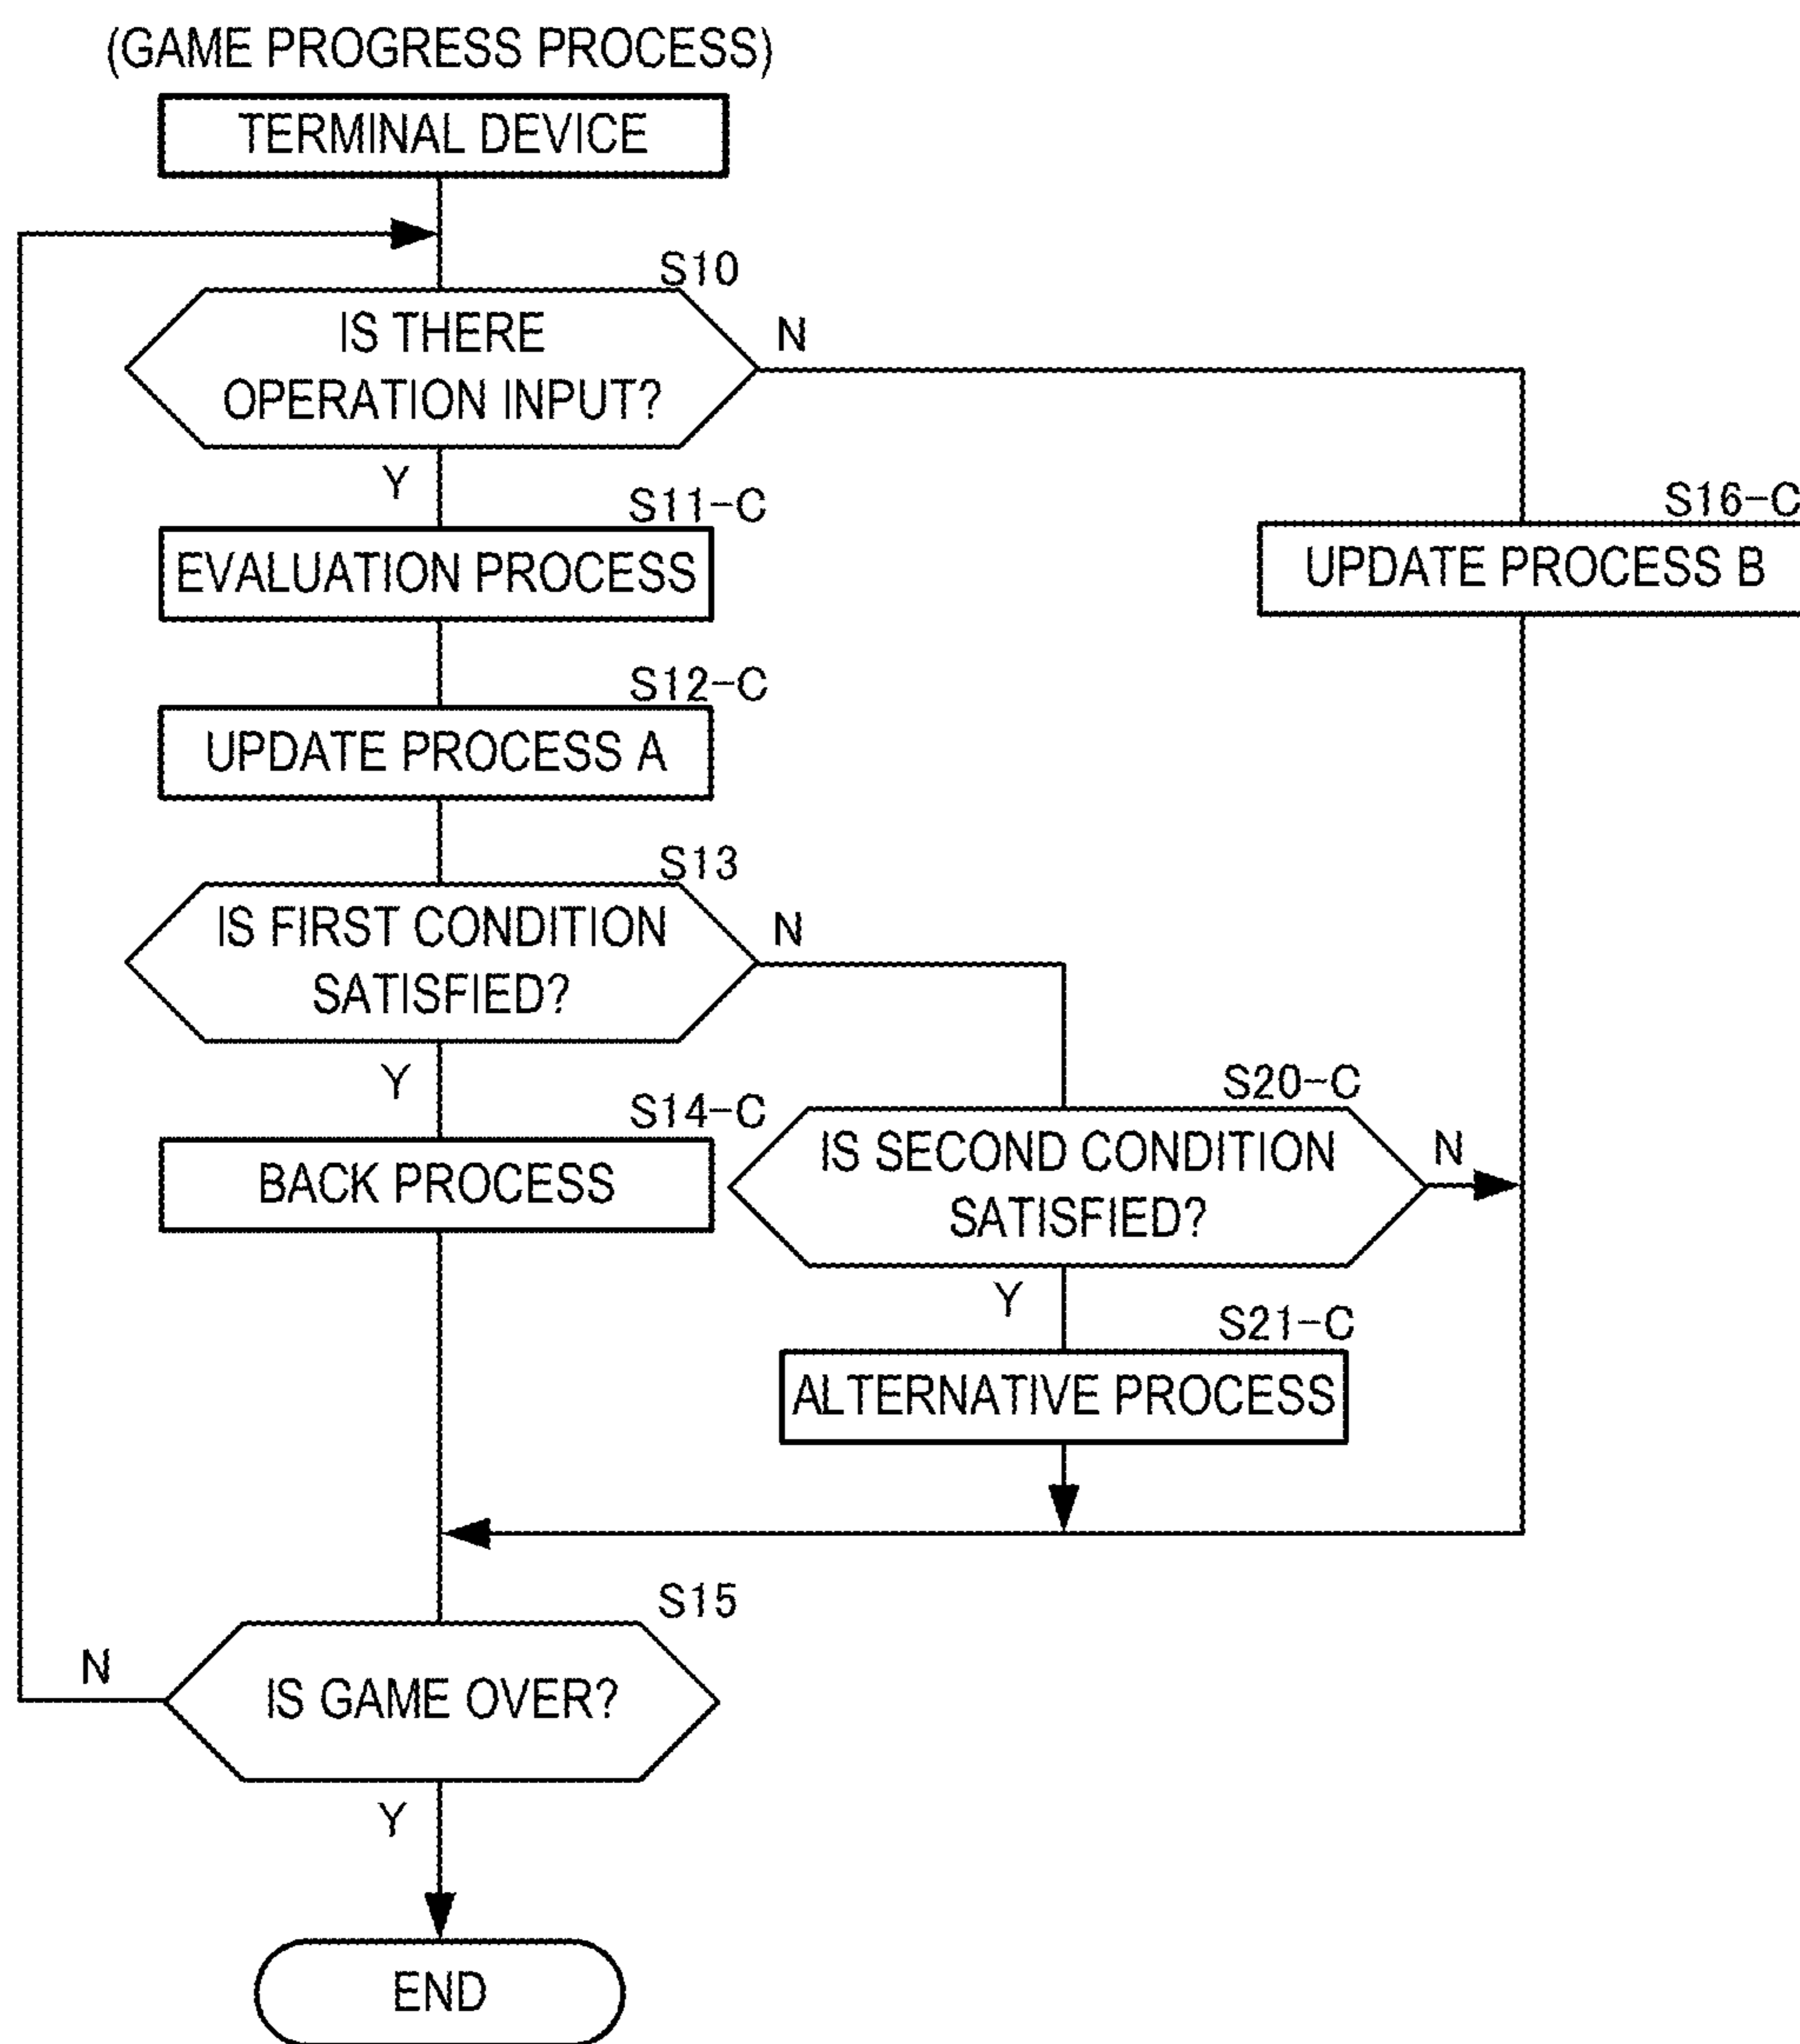 (GAME PROGRESS PROCESS)
TERMINAL DEVICE
S10
IS THERE
OPERATION INPUT?
N
Y
S11-C
EVALUATION PROCESS
S16-C
UPDATE PROCESS B
S12-C
UPDATE PROCESS A
S13
IS FIRST CONDITION
SATISFIED?
N
Y
S14-C
BACK PROCESS
S20-C
IS SECOND CONDITION
SATISFIED?
N
Y
S21-C
ALTERNATIVE PROCESS
S15
IS GAME OVER?
N
Y
END